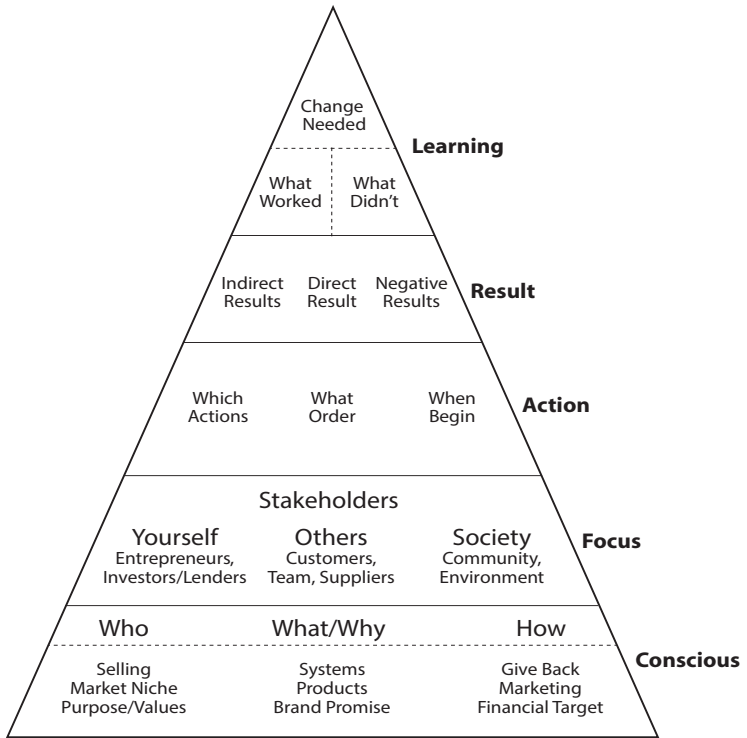 Change
Needed
Learning
What
Worked
What
Didn't
Indirect
Results
Direct
Result
Negative
Results
Result
Which
Actions
What
Order
When
Begin
Action
Stakeholders
Yourself
Entrepreneurs,
Investors/Lenders
Others
Customers,
Team, Suppliers
Society
Community,
Environment
Focus
Who
What/Why
How
Conscious
Selling
Market Niche
Purpose/Values
Systems
Products
Brand Promise
Give Back
Marketing
Financial Target